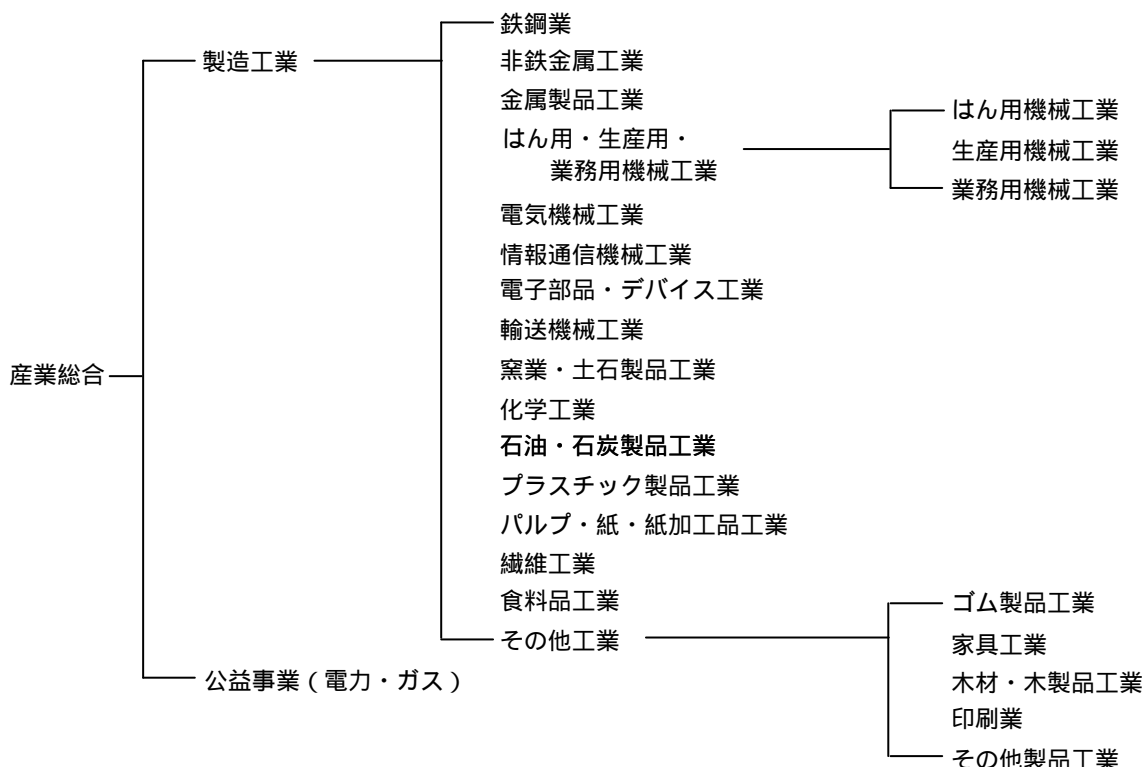 産業総合
製造工業
公益事業（電力・ガス）
鉄鋼業
非鉄金属工業
金属製品工業
はん用・生産用・
業務用機械工業
電気機械工業
情報通信機械工業
電子部品・デバイス工業
輸送機械工業
窯業・土石製品工業
化学工業
石油・石炭製品工業
プラスチック製品工業
パルプ・紙・紙加工品工業
繊維工業
食料品工業
その他工業
はん用機械工業
生産用機械工業
業務用機械工業
ゴム製品工業
家具工業
木材・木製品工業
印刷業
その他製品工業